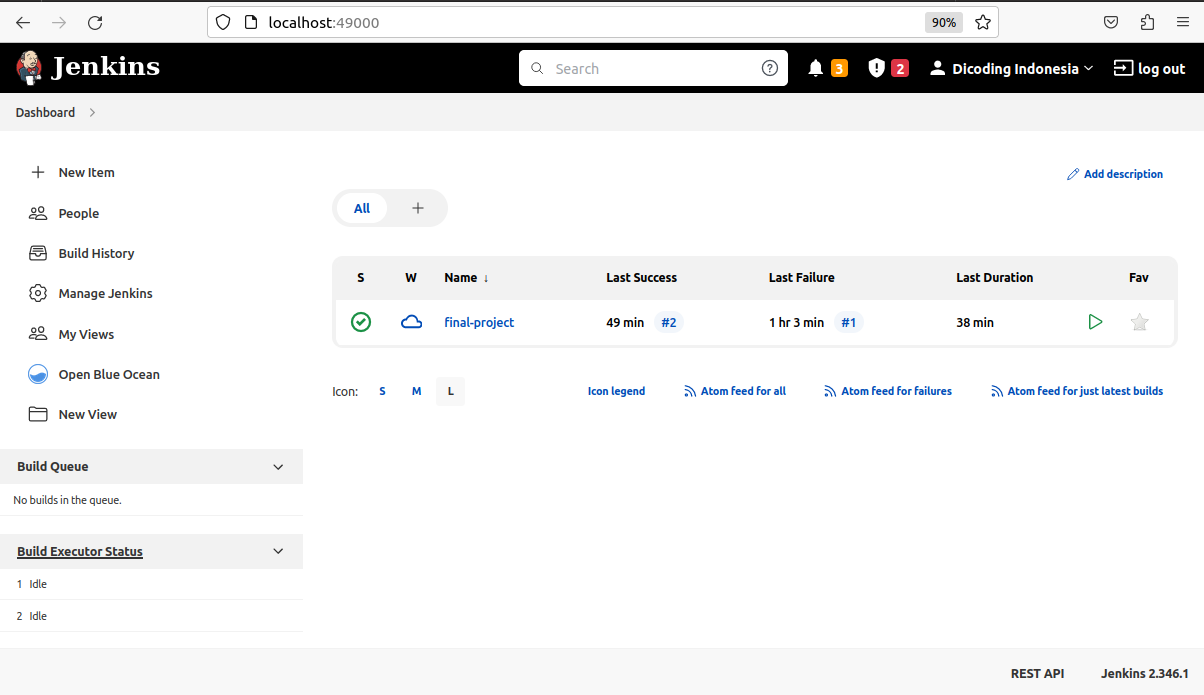 localhost:49000
90%
Jenkins
Search
3
2
Dicoding Indonesia
log out
Dashboard
New Item
People
Build History
Manage Jenkins
My Views
Open Blue Ocean
New View
Build Queue
No builds in the queue.
Build Executor Status
1 Idle
2 Idle
Add description
All
S W Name ↓ Last Success Last Failure Last Duration Fav
final-project 49 min #2 1 hr 3 min #1 38 min
Icon: S M L
Icon legend Atom feed for all Atom feed for failures Atom feed for just latest builds
REST API Jenkins 2.346.1